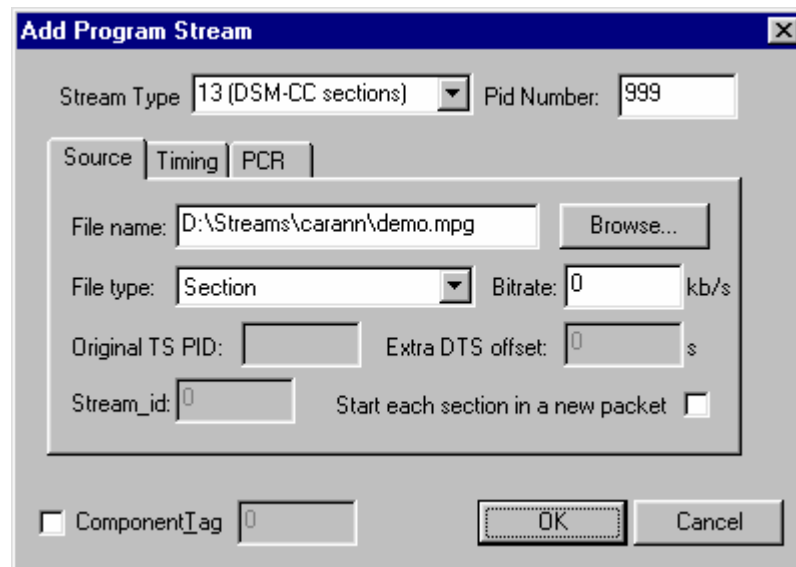 Add Program Stream
Stream Type 13 (DSM-CC sections) Pid Number: 999
Source Timing PCR
File name: D:\Streams\carann\demo.mpg Browse...
File type: Section Bitrate: 0 kb/s
Original TS PID: Extra DTS offset: 0 s
Stream_id: 0 Start each section in a new packet
ComponentTag 0 OK Cancel